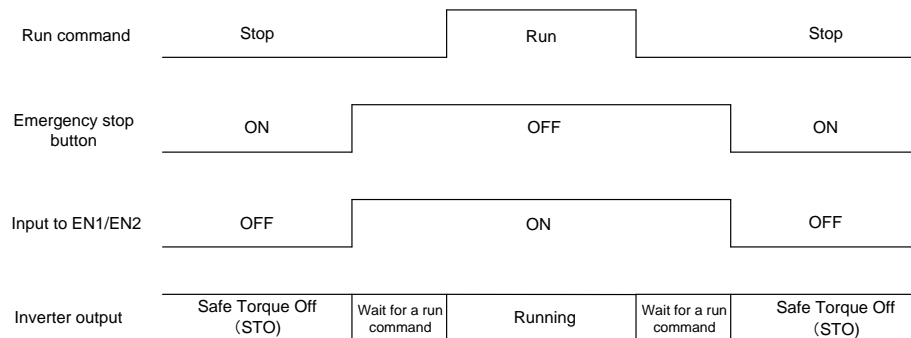 Run command
Stop
Run
Stop
Emergency stop
button
ON
OFF
ON
Input to EN1/EN2
OFF
ON
OFF
Inverter output
Safe Torque Off
（STO)
Wait for a run
command
Running
Wait for a run
command
Safe Torque Off
(STO)